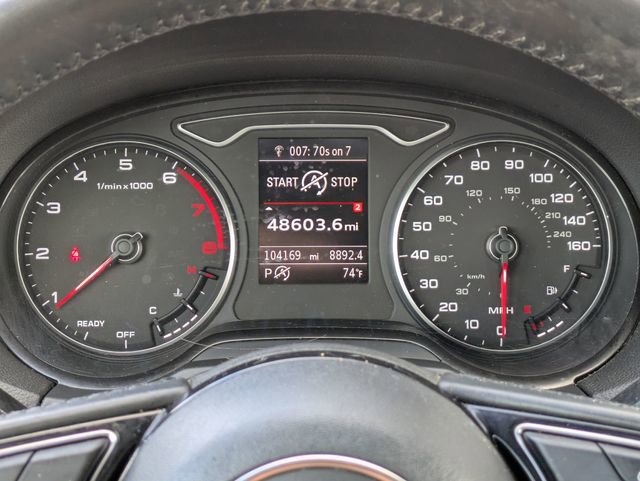 007: 70s on 7
START A STOP
2
48603.6 mi
104169 mi 8892.4
P A 74°F
1/min x 1000
1 2 3 4 5 6 7 8
H
C
READY
OFF
0 10 20 30 40 50 60 70 80 90 100 120 140 160
30 60 90 120 150 180 210 240
km/h
MPH
F
E